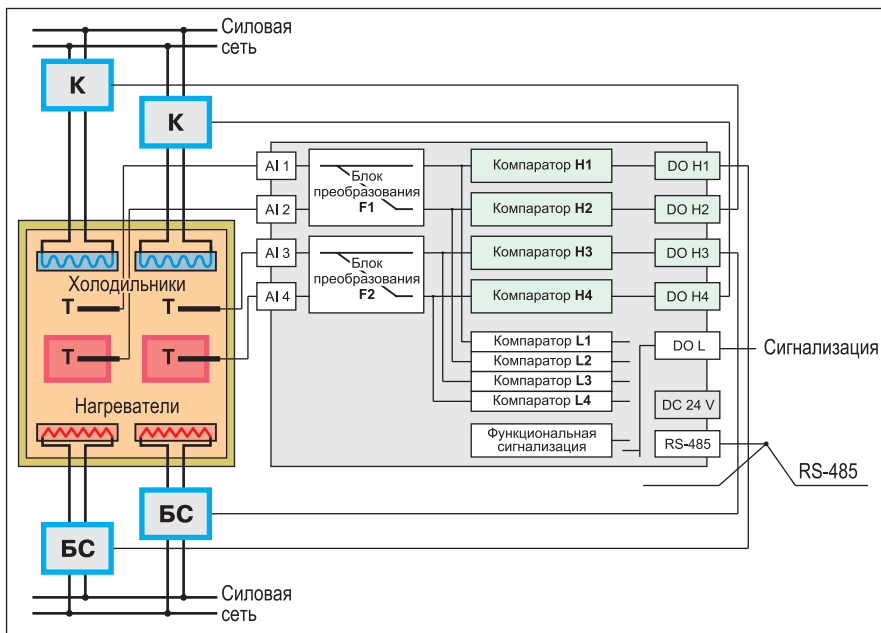 Силовая
сеть
К
К
AI 1
Блок
преобразования
F1
Компаратор H1
DO H1
AI 2
Компаратор H2
DO H2
AI 3
Блок
преобразования
F2
Компаратор H3
DO H3
Холодильники
AI 4
Компаратор H4
DO H4
Т
Т
Компаратор L1
DO L
Сигнализация
Т
Т
Компаратор L2
Компаратор L3
Компаратор L4
DC 24 V
Нагреватели
Функциональная
сигнализация
RS-485
RS-485
БС
БС
Силовая
сеть